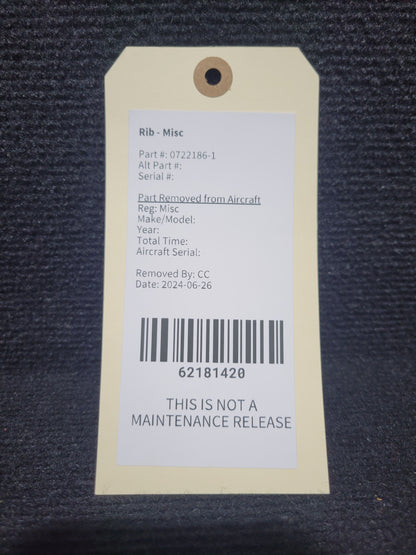 Rib - Misc
Part #: 0722186-1
Alt Part #:
Serial #:
Part Removed from Aircraft
Reg: Misc
Make/Model:
Year:
Total Time:
Aircraft Serial:
Removed By: CC
Date: 2024-06-26
62181420
THIS IS NOT A
MAINTENANCE RELEASE